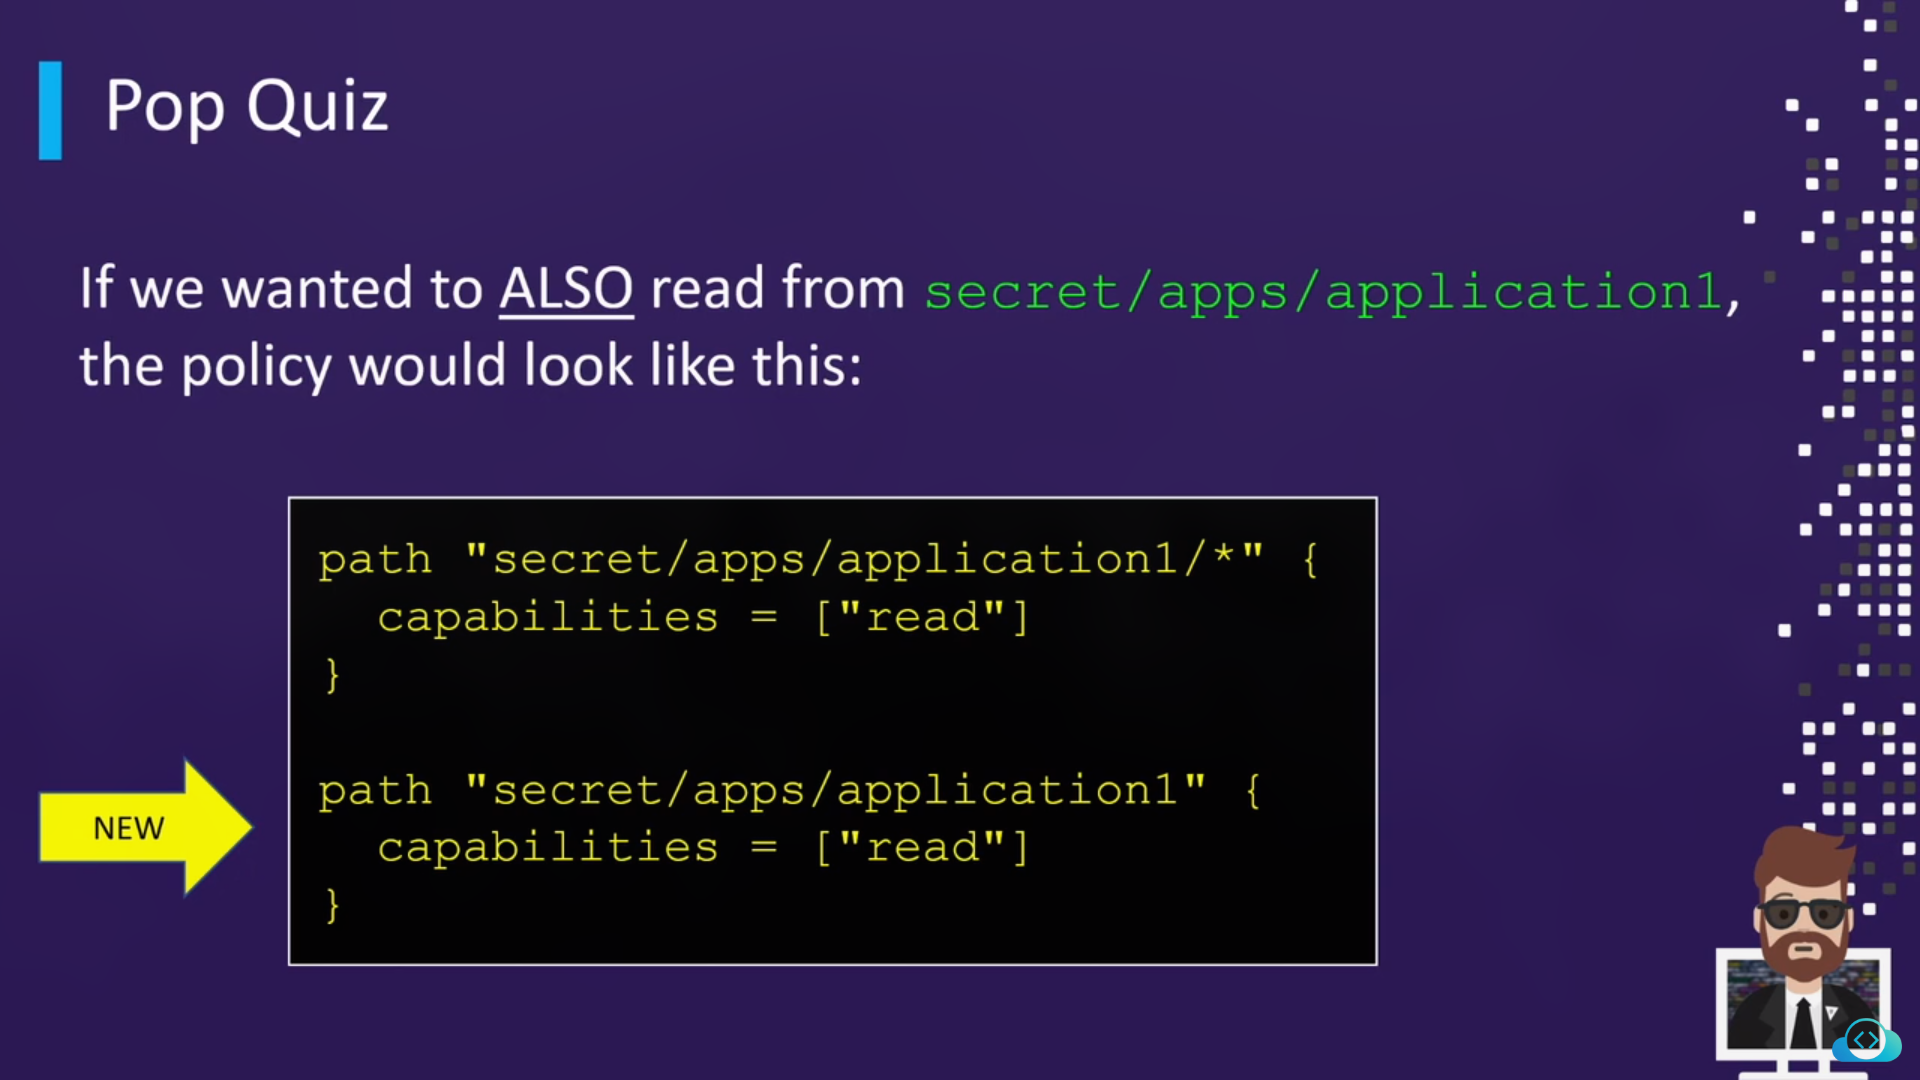 Pop Quiz
If we wanted to ALSO read from secret/apps/application1,
the policy would look like this:
path "secret/apps/application1/*" {
  capabilities = ["read"]
}
path "secret/apps/application1" {
NEW
  capabilities = ["read"]
}